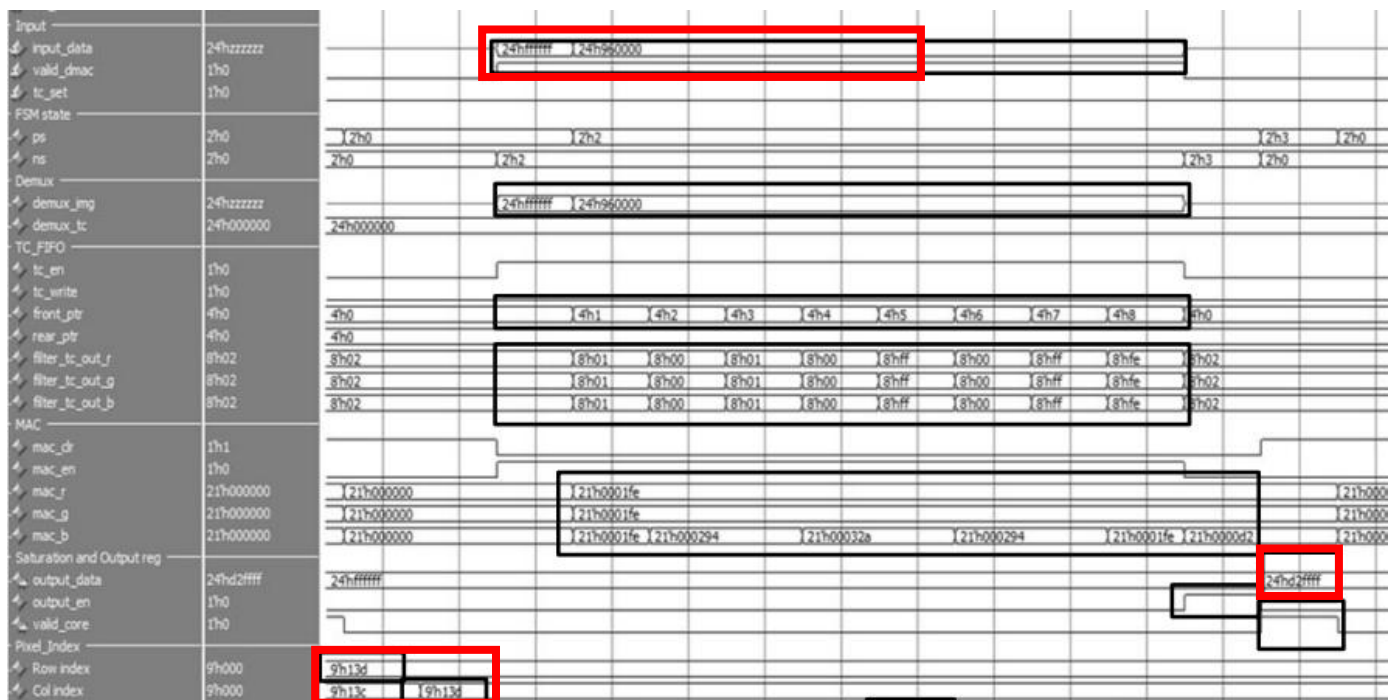 Input
input_data 24'hzzzzzz 24'hffffff 24'h960000
valid_dmac 1'h0
tc_set 1'h0
FSM state
ps 2'h0 2'h0 2'h2 2'h3 2'h0
ns 2'h0 2'h0 2'h2 2'h3 2'h0
Demux
demux_img 24'hzzzzzz 24'hffffff 24'h960000
demux_tc 24'h000000 24'h000000
TC_FIFO
tc_en 1'h0
tc_write 1'h0
front_ptr 4'h0 4'h0 4'h1 4'h2 4'h3 4'h4 4'h5 4'h6 4'h7 4'h8 4'h0
rear_ptr 4'h0 4'h0
filter_tc_out_r 8'h02 8'h02 8'h01 8'h00 8'h01 8'h00 8'hff 8'h00 8'hff 8'hfe 8'h02
filter_tc_out_g 8'h02 8'h02 8'h01 8'h00 8'h01 8'h00 8'hff 8'h00 8'hff 8'hfe 8'h02
filter_tc_out_b 8'h02 8'h02 8'h01 8'h00 8'h01 8'h00 8'hff 8'h00 8'hff 8'hfe 8'h02
MAC
mac_clr 1'h1
mac_en 1'h0
mac_r 21'h000000 21'h000000 21'h0001fe 21'h000
mac_g 21'h000000 21'h000000 21'h0001fe 21'h000
mac_b 21'h000000 21'h000000 21'h0001fe 21'h000294 21'h00032a 21'h000294 21'h0001fe 21'h0000d2 21'h000
Saturation and Output reg
output_data 24'hd2ffff 24'hffffff 24'hd2ffff
output_en 1'h0
valid_core 1'h0
Pixel_Index
Row index 9'h000 9'h13d
Col index 9'h000 9'h13c 9'h13d